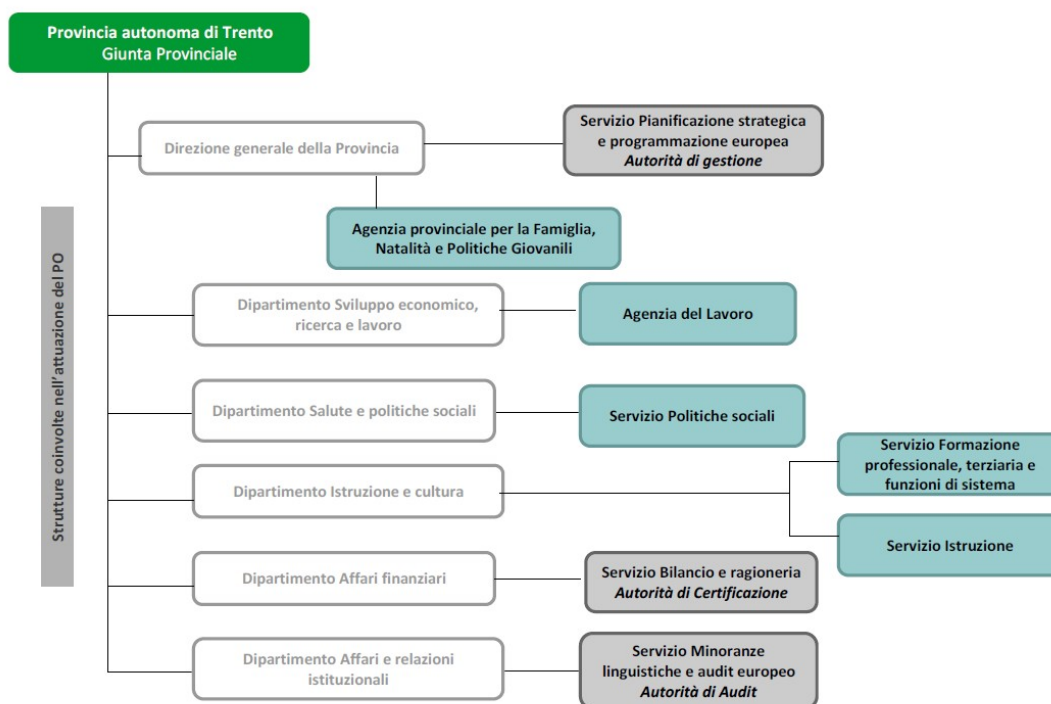 Provincia autonoma di Trento
Giunta Provinciale
Servizio Pianificazione strategica
e programmazione europea
Autorità di gestione
Direzione generale della Provincia
Agenzia provinciale per la Famiglia,
Natalità e Politiche Giovanili
Strutture coinvolte nell'attuazione del PO
Dipartimento Sviluppo economico,
ricerca e lavoro
Agenzia del Lavoro
Dipartimento Salute e politiche sociali
Servizio Politiche sociali
Servizio Formazione
professionale, terziaria e
funzioni di sistema
Dipartimento Istruzione e cultura
Servizio Istruzione
Dipartimento Affari finanziari
Servizio Bilancio e ragioneria
Autorità di Certificazione
Dipartimento Affari e relazioni
istituzionali
Servizio Minoranze
linguistiche e audit europeo
Autorità di Audit